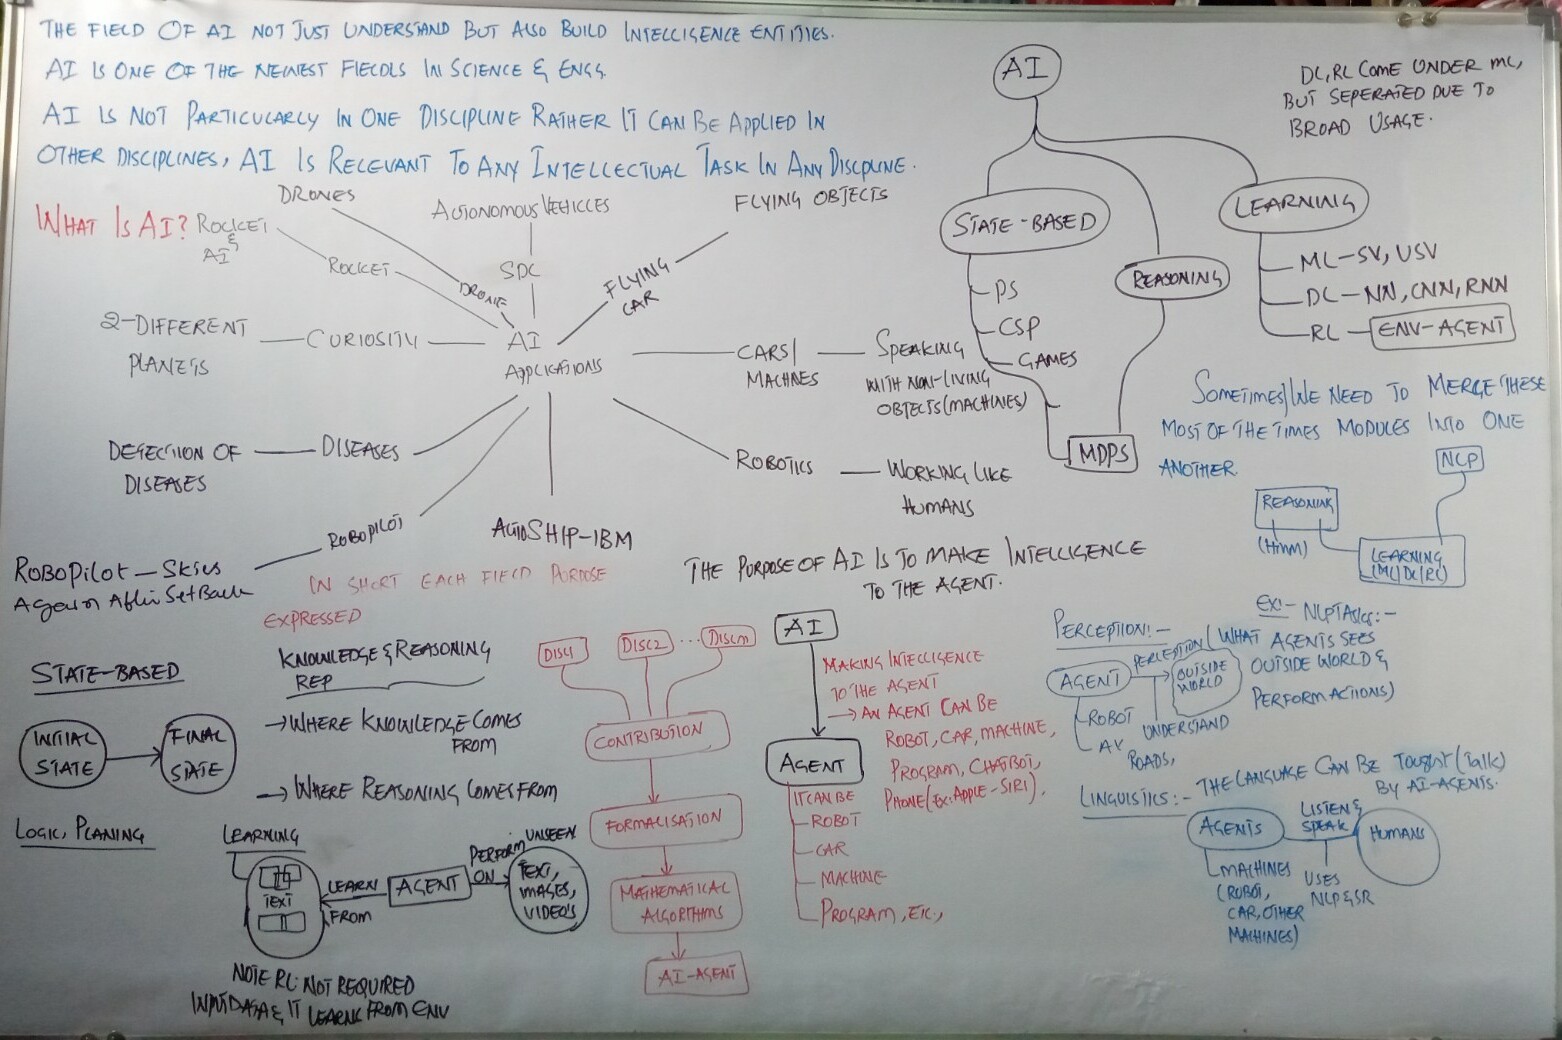 THE FIELD OF AI NOT JUST UNDERSTAND BUT ALSO BUILD INTELLIGENCE ENTITIES.
AI IS ONE OF THE NEWEST FIELDS IN SCIENCE & ENGG.
AI IS NOT PARTICULARLY IN ONE DISCIPLINE RATHER IT CAN BE APPLIED IN
OTHER DISCIPLINES, AI IS RELEVANT TO ANY INTELLECTUAL TASK IN ANY DISCPLINE.
WHAT IS AI?
ROCKET
&
AI
DRONES
AUTONOMOUS VEHICLES
FLYING OBJECTS
ROCKET
DRONE
SDC
FLYING
CAR
2-DIFFERENT
PLANETS
CURIOSITY
AI
APPLICATIONS
CARS/
MACHINES
SPEAKING
WITH NON-LIVING
OBJECTS(MACHINES)
DETECTION OF
DISEASES
DISEASES
ROBOTICS
WORKING LIKE
HUMANS
ROBOPILOT
AUTOSHIP-IBM
ROBOPILOT - Skies
Again After Set Back
IN SHORT EACH FIELD PURPOSE
EXPRESSED
AI
DL, RL COME UNDER ML,
BUT SEPERATED DUE TO
BROAD USAGE.
STATE-BASED
REASONING
LEARNING
PS
CSP
GAMES
MDPS
ML-SV, USV
DL-NN, CNN, RNN
RL
ENV-AGENT
SOMETIMES/WE NEED TO MERGE THESE
MOST OF THE TIMES MODULES INTO ONE
ANOTHER.
NLP
REASONING
(HMM)
LEARNING
(ML/DL/RL)
EX:- NLP TASKS:-
THE PURPOSE OF AI IS TO MAKE INTELLIGENCE
TO THE AGENT.
STATE-BASED
INITIAL
STATE
FINAL
STATE
LOGIC, PLANING
KNOWLEDGE & REASONING
REP
→ WHERE KNOWLEDGE COMES
FROM
→ WHERE REASONING COMES FROM
LEARNING
TEXT
LEARN
FROM
AGENT
PERFORM
ON
UNSEEN
TEXT,
IMAGES,
VIDEO'S
NOTE RL: NOT REQUIRED
INPUT DATA & IT LEARNS FROM ENV
DISC1
DISC2
...
DISCn
CONTRIBUTION
FORMALISATION
MATHEMATICAL
ALGORITHMS
AI-AGENT
AI
MAKING INTELLIGENCE
TO THE AGENT
→ AN AGENT CAN BE
ROBOT, CAR, MACHINE,
PROGRAM, CHATBOT,
PHONE(EX: APPLE-SIRI).
AGENT
IT CAN BE
ROBOT
CAR
MACHINE
PROGRAM, ETC.,
PERCEPTION:-
(WHAT AGENTS SEES
OUTSIDE WORLD &
PERFORM ACTIONS)
AGENT
PERCEPTION
OUTSIDE
WORLD
ROBOT
AV
UNDERSTAND
ROADS,
LINGUISTICS:-
THE LANGUAGE CAN BE Tought (Talk)
BY AI-AGENTS.
AGENTS
LISTEN &
SPEAK
HUMANS
MACHINES
(ROBOT,
CAR, OTHER
MACHINES)
USES
NLP & SR